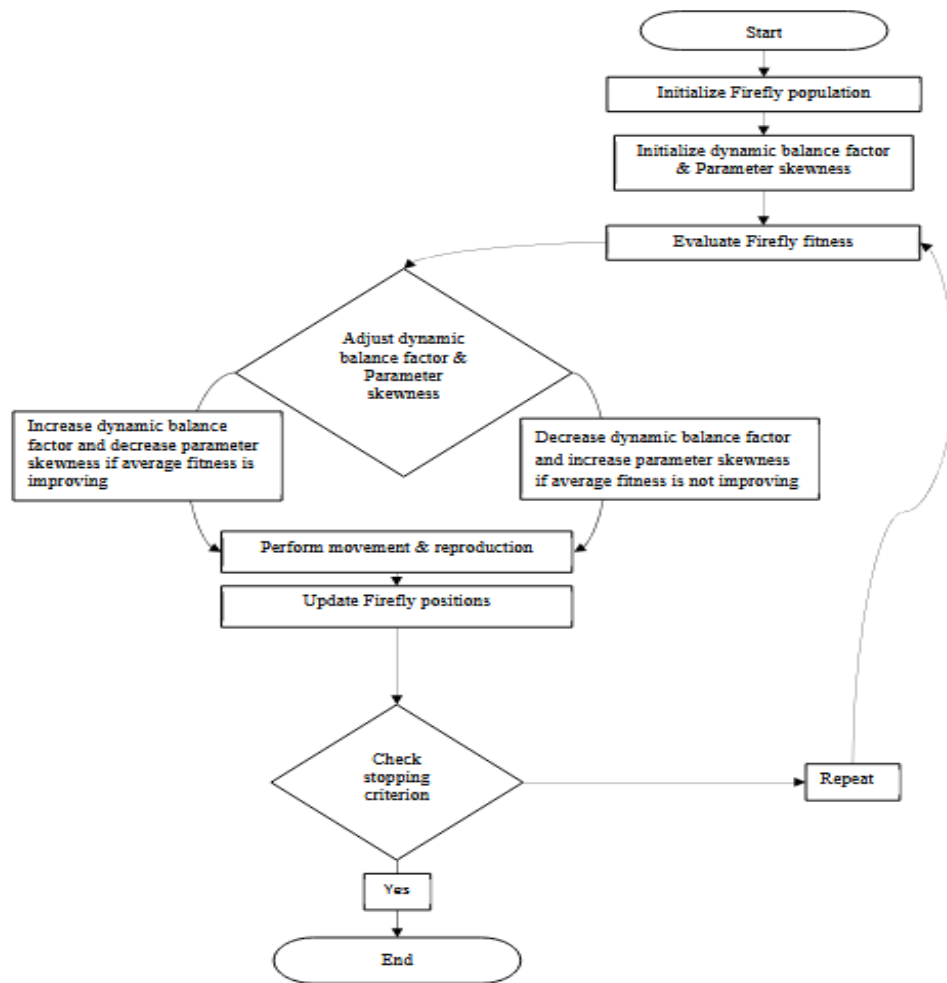 Start
Initialize Firefly population
Initialize dynamic balance factor
& Parameter skewness
Evaluate Firefly fitness
Adjust dynamic
balance factor &
Parameter
skewness
Increase dynamic balance
factor and decrease parameter
skewness if average fitness is
improving
Decrease dynamic balance factor
and increase parameter skewness
if average fitness is not improving
Perform movement & reproduction
Update Firefly positions
Check
stopping
criterion
Repeat
Yes
End